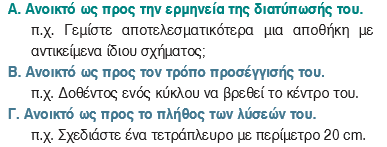 Α. Ανοικτό ως προς την ερμηνεία της διατύπωσής του.
π.χ. Γεμίστε αποτελεσματικότερα μια αποθήκη με
αντικείμενα ίδιου σχήματος;
Β. Ανοικτό ως προς τον τρόπο προσέγγισής του.
π.χ. Δοθέντος ενός κύκλου να βρεθεί το κέντρο του.
Γ. Ανοικτό ως προς το πλήθος των λύσεών του.
π.χ. Σχεδιάστε ένα τετράπλευρο με περίμετρο 20 cm.